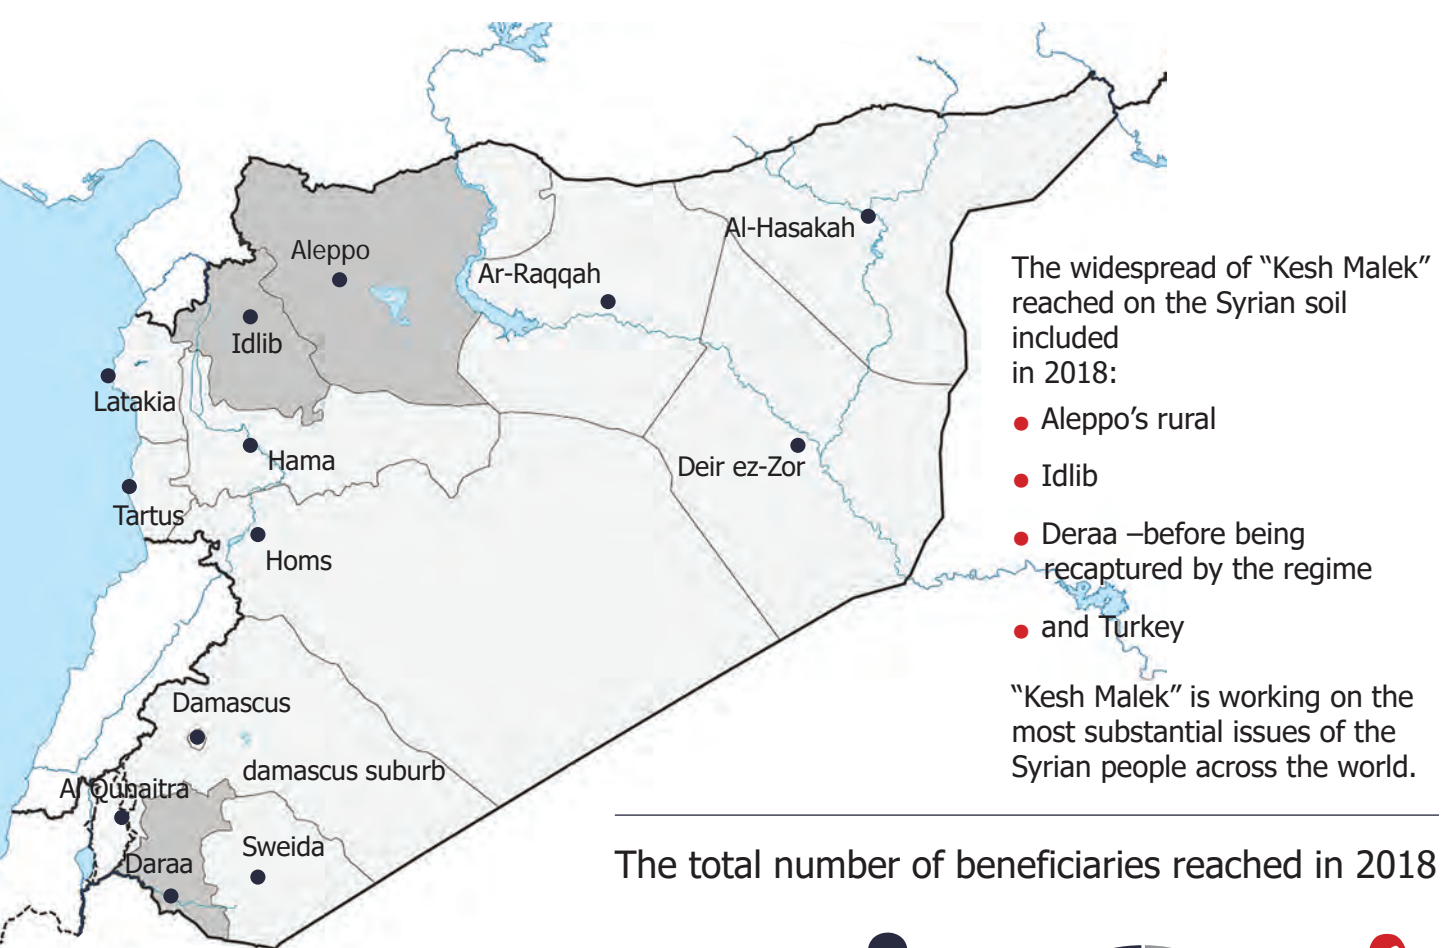 Aleppo
Al-Hasakah
Ar-Raqqah
Idlib
Latakia
Hama
Deir ez-Zor
Tartus
Homs
Damascus
damascus suburb
Al Qunaitra
Sweida
Daraa
The widespread of “Kesh Malek”
reached on the Syrian soil
included
in 2018:
Aleppo’s rural
Idlib
Deraa –before being
recaptured by the regime
and Turkey
“Kesh Malek” is working on the
most substantial issues of the
Syrian people across the world.
The total number of beneficiaries reached in 2018